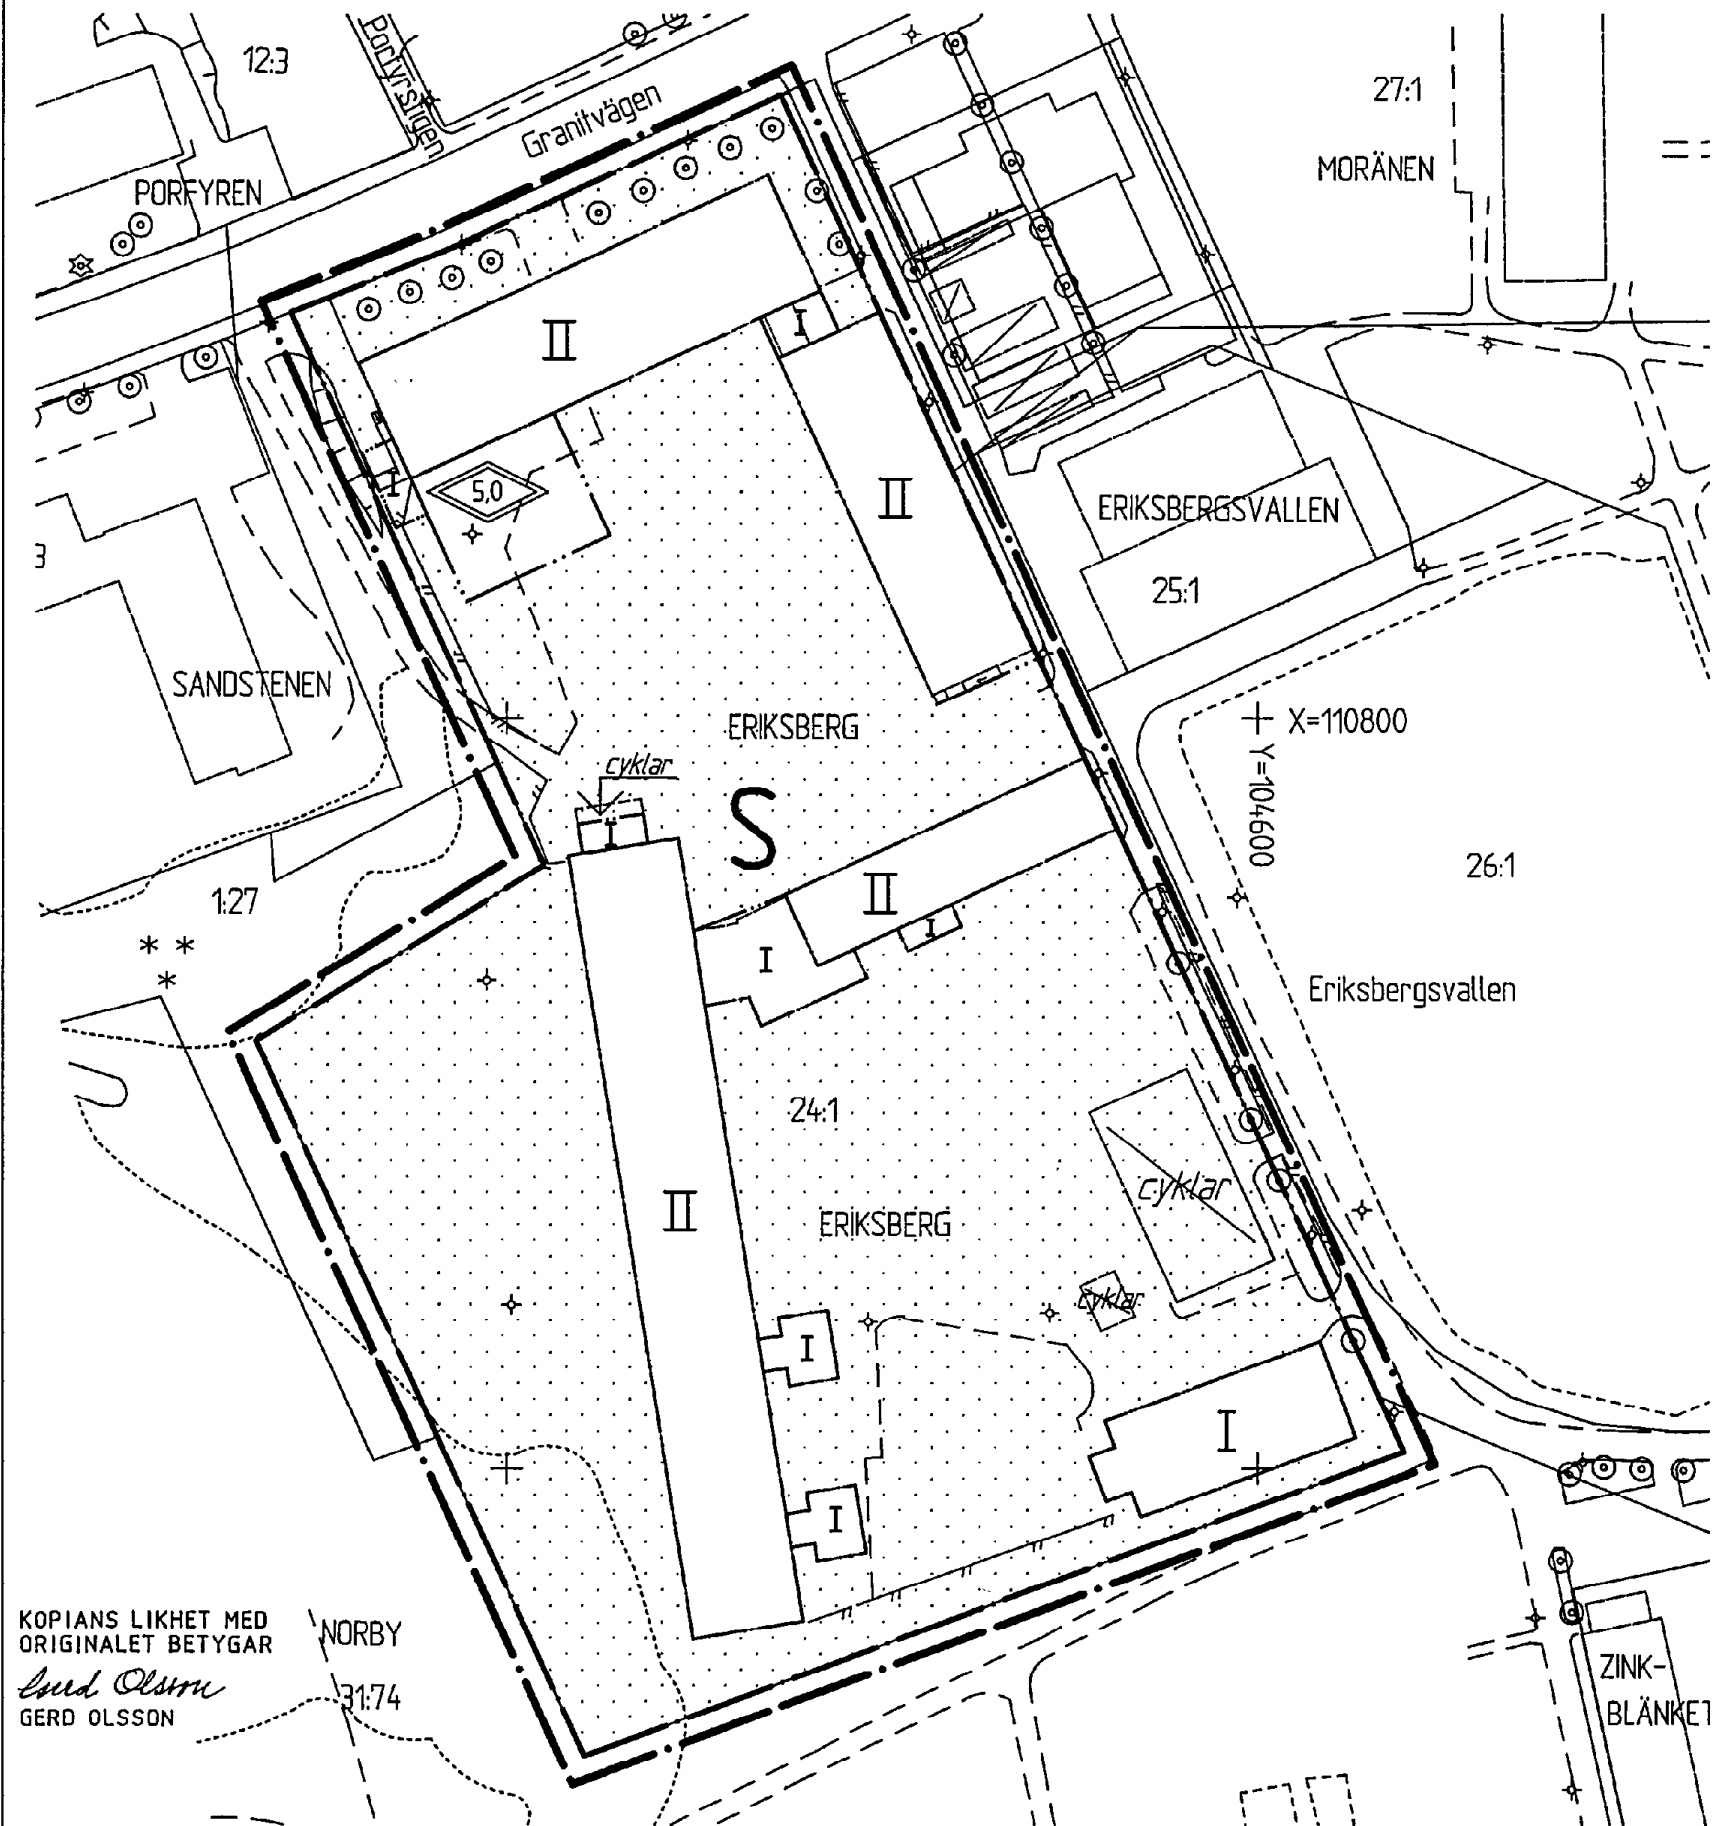 12:3
Porfyrstigen
Granitvägen
27:1
MORÄNEN
PORFYREN
II
I
I
5,0
II
ERIKSBERGSVALLEN
3
25:1
SANDSTENEN
ERIKSBERG
X=110800
Y=104600
cyklar
I
S
II
26:1
1:27
I
I
Eriksbergsvallen
24:1
cyklar
II
ERIKSBERG
cyklar
I
I
I
KOPIANS LIKHET MED
ORIGINALET BETYGAR
Gerd Olsson
GERD OLSSON
NORBY
31:74
ZINK-
BLÄNKET